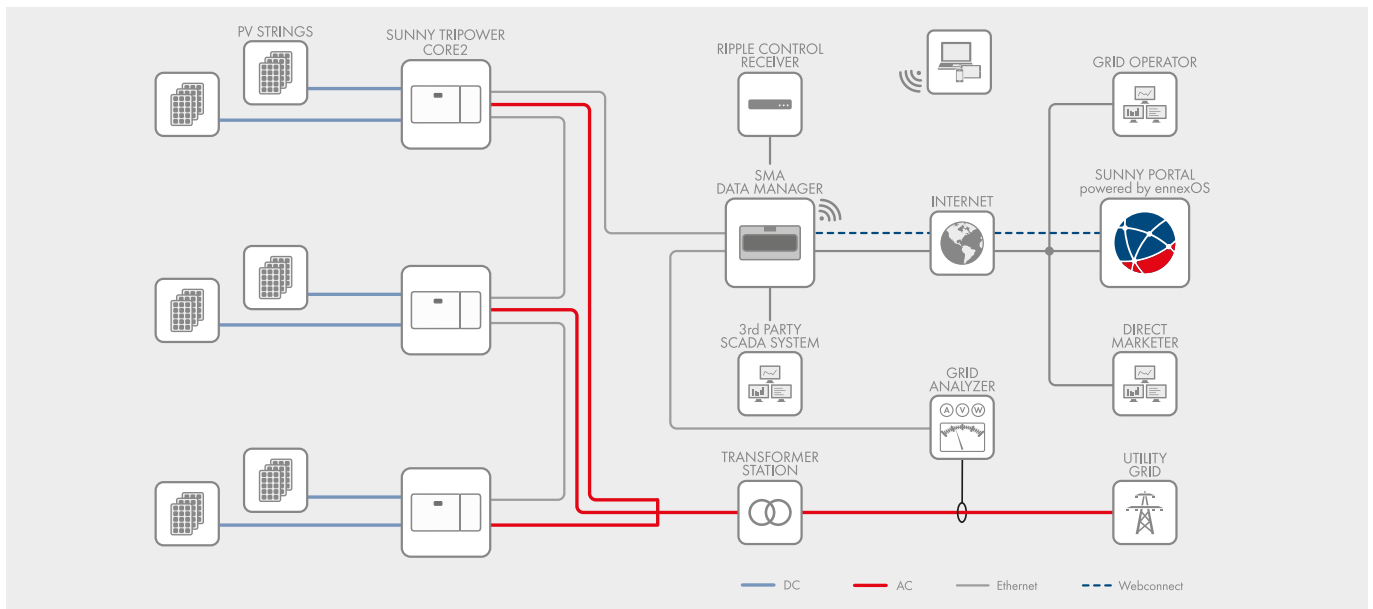 PV STRINGS
SUNNY TRIPOWER
CORE2
RIPPLE CONTROL
RECEIVER
GRID OPERATOR
SMA
DATA MANAGER
INTERNET
SUNNY PORTAL
powered by ennexOS
3rd PARTY
SCADA SYSTEM
DIRECT
MARKETER
GRID
ANALYZER
A V W
TRANSFORMER
STATION
UTILITY
GRID
DC
AC
Ethernet
Webconnect